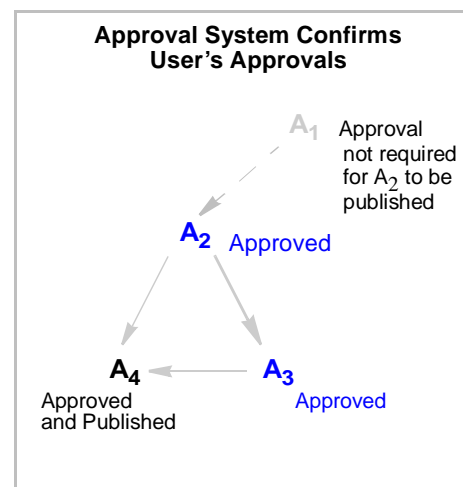 Approval System Confirms
User’s Approvals
A1 Approval
not required
for A2 to be
published
A2 Approved
A4
A3
Approved
and Published
Approved